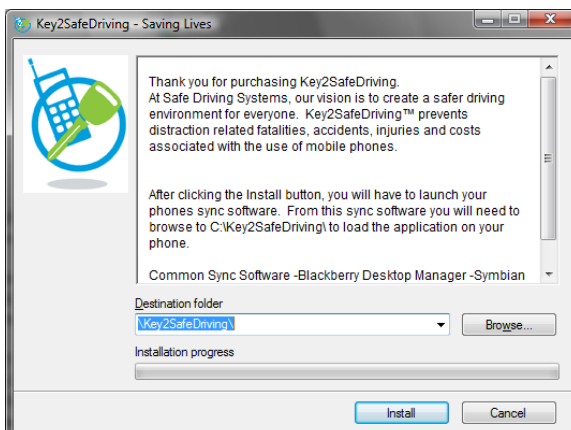 Key2SafeDriving - Saving Lives
Thank you for purchasing Key2SafeDriving.
At Safe Driving Systems, our vision is to create a safer driving
environment for everyone.  Key2SafeDriving™ prevents
distraction related fatalities, accidents, injuries and costs
associated with the use of mobile phones.
After clicking the Install button, you will have to launch your
phones sync software.  From this sync software you will need to
browse to C:\Key2SafeDriving\ to load the application on your
phone.
Common Sync Software -Blackberry Desktop Manager -Symbian
Destination folder
\Key2SafeDriving\
Browse...
Installation progress
Install
Cancel